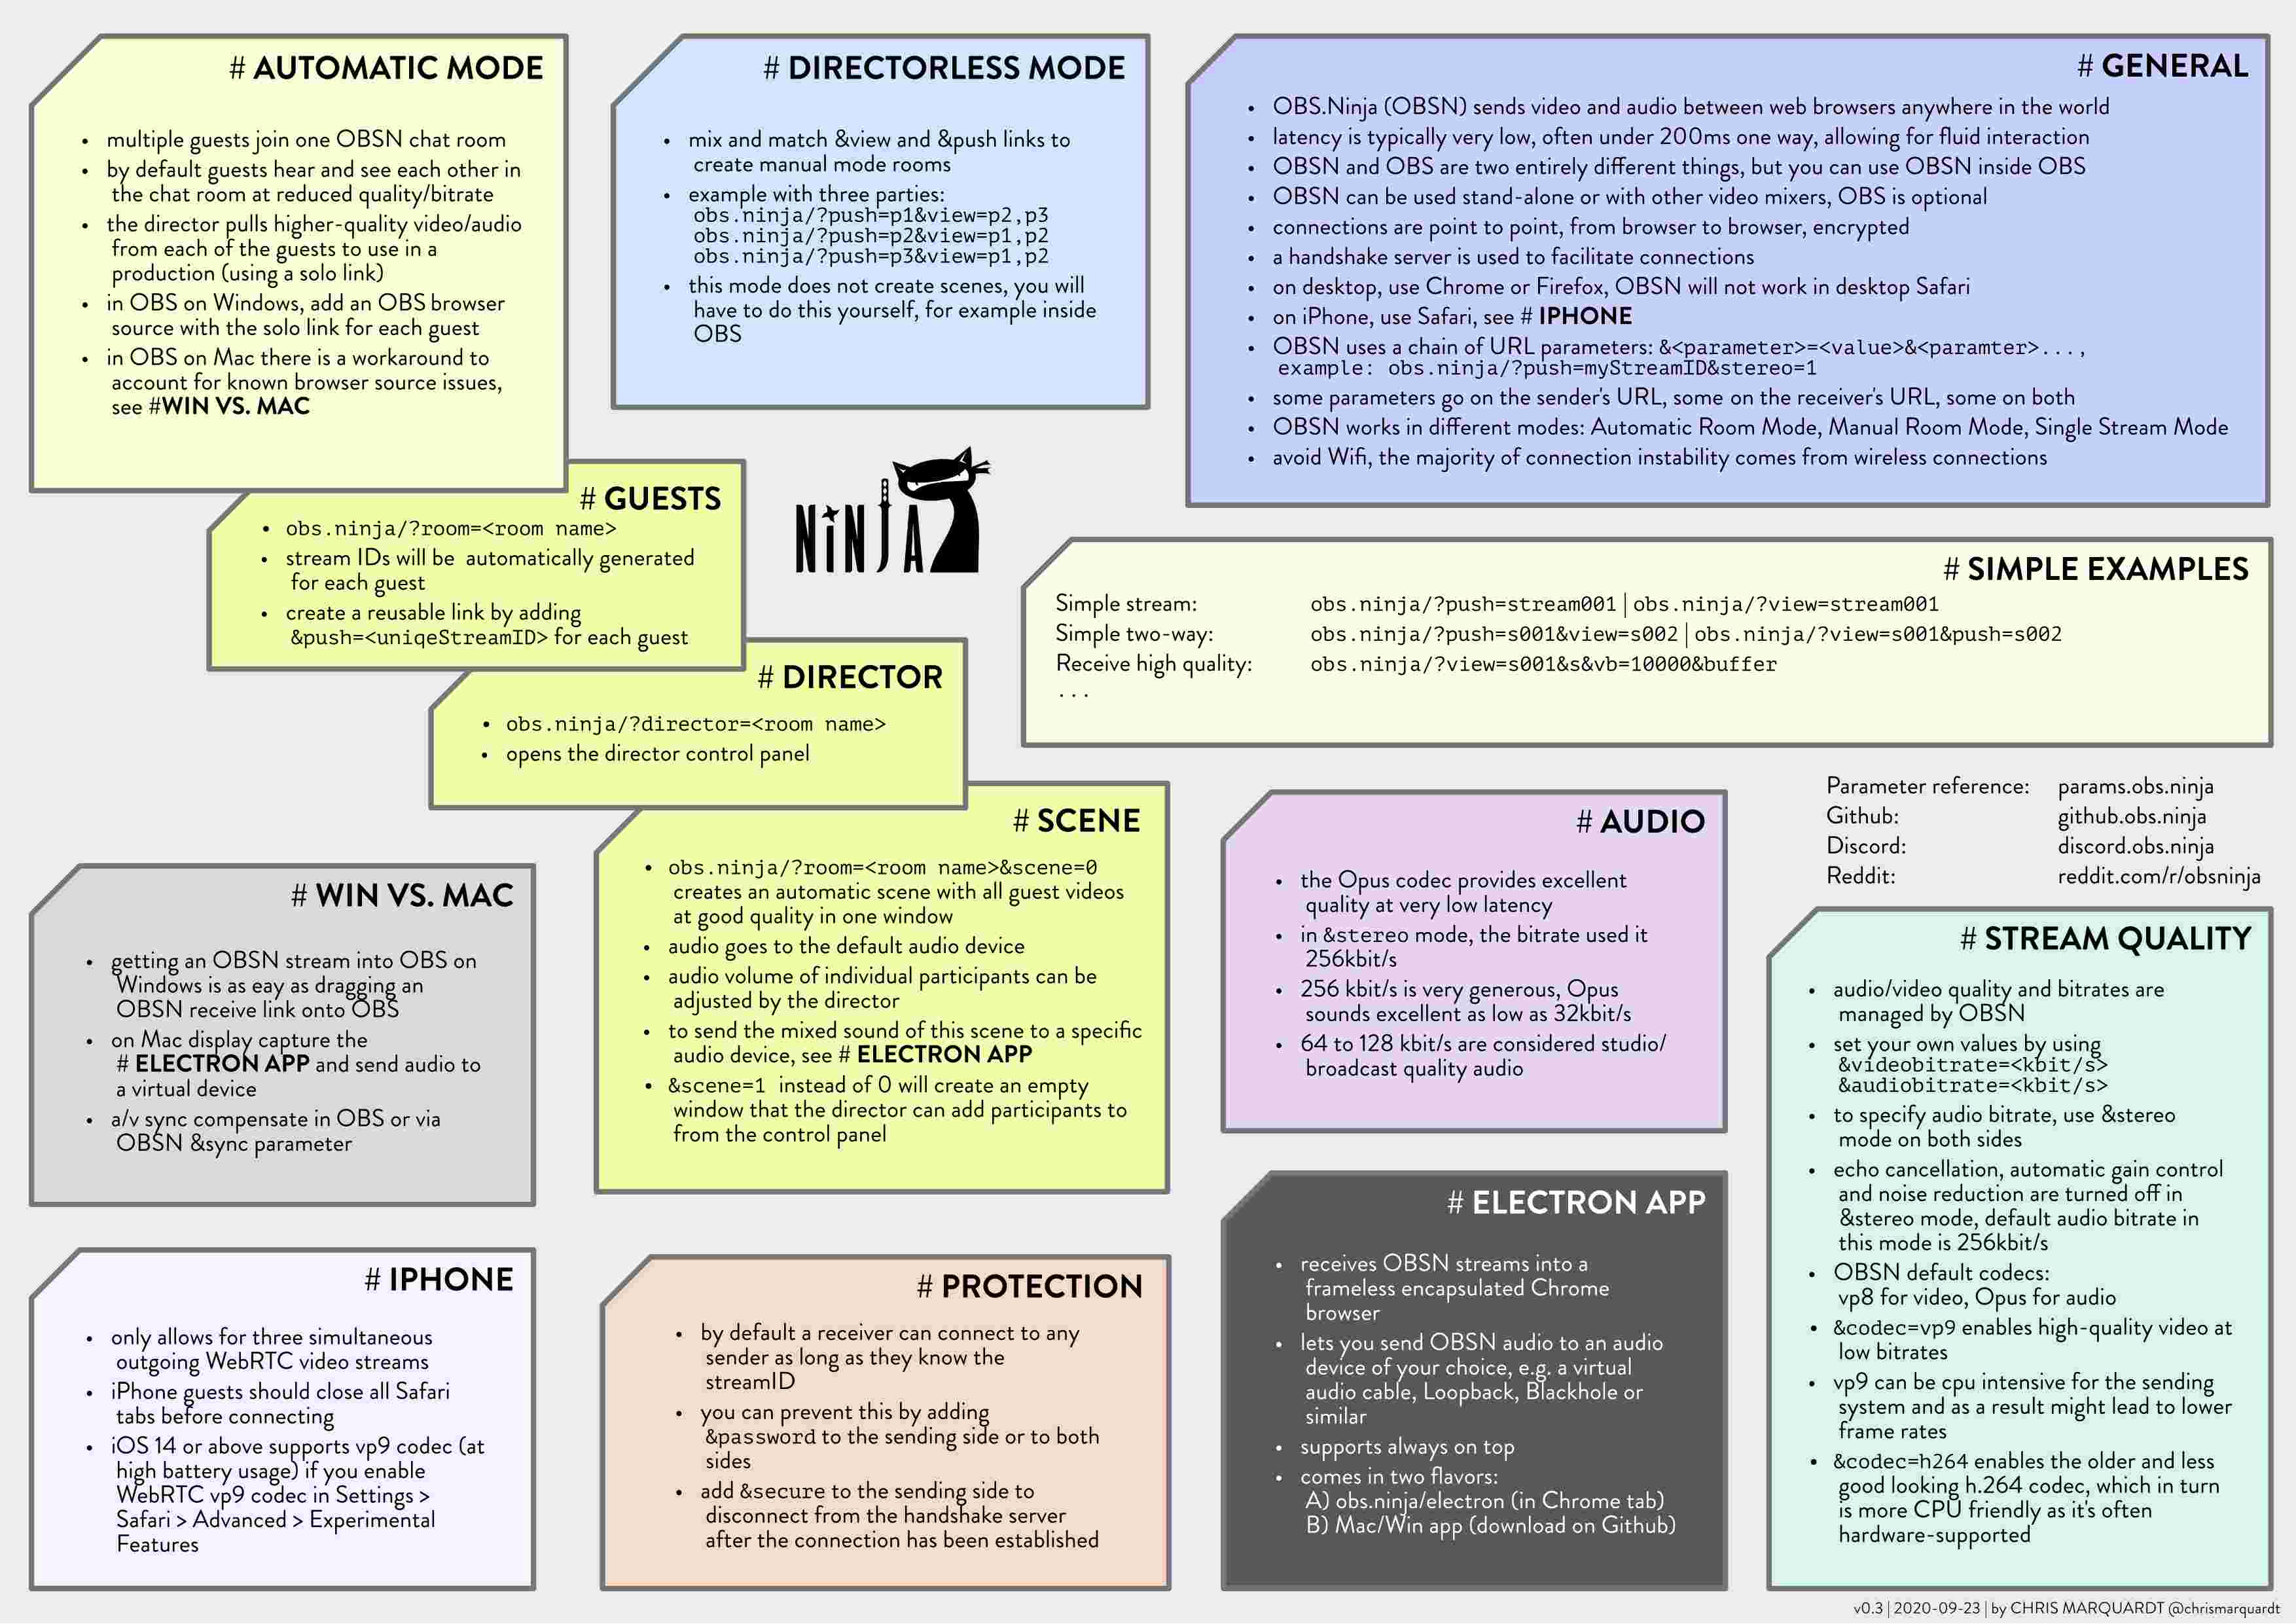 # AUTOMATIC MODE
• multiple guests join one OBSN chat room
• by default guests hear and see each other in
the chat room at reduced quality/bitrate
• the director pulls higher-quality video/audio
from each of the guests to use in a
production (using a solo link)
• in OBS on Windows, add an OBS browser
source with the solo link for each guest
• in OBS on Mac there is a workaround to
account for known browser source issues,
see #WIN VS. MAC
# GUESTS
• obs.ninja/?room=<room name>
• stream IDs will be automatically generated
for each guest
• create a reusable link by adding
&push=<uniqeStreamID> for each guest
# DIRECTOR
• obs.ninja/?director=<room name>
• opens the director control panel
# SCENE
• obs.ninja/?room=<room name>&scene=0
creates an automatic scene with all guest videos
at good quality in one window
• audio goes to the default audio device
• audio volume of individual participants can be
adjusted by the director
• to send the mixed sound of this scene to a specific
audio device, see # ELECTRON APP
• &scene=1 instead of 0 will create an empty
window that the director can add participants to
from the control panel
# DIRECTORLESS MODE
• mix and match &view and &push links to
create manual mode rooms
• example with three parties:
obs.ninja/?push=p1&view=p2,p3
obs.ninja/?push=p2&view=p1,p2
obs.ninja/?push=p3&view=p1,p2
• this mode does not create scenes, you will
have to do this yourself, for example inside
OBS
NiNJA
# GENERAL
• OBS.Ninja (OBSN) sends video and audio between web browsers anywhere in the world
• latency is typically very low, often under 200ms one way, allowing for fluid interaction
• OBSN and OBS are two entirely different things, but you can use OBSN inside OBS
• OBSN can be used stand-alone or with other video mixers, OBS is optional
• connections are point to point, from browser to browser, encrypted
• a handshake server is used to facilitate connections
• on desktop, use Chrome or Firefox, OBSN will not work in desktop Safari
• on iPhone, use Safari, see # IPHONE
• OBSN uses a chain of URL parameters: &<parameter>=<value>&<paramter>...,
example: obs.ninja/?push=myStreamID&stereo=1
• some parameters go on the sender's URL, some on the receiver's URL, some on both
• OBSN works in different modes: Automatic Room Mode, Manual Room Mode, Single Stream Mode
• avoid Wifi, the majority of connection instability comes from wireless connections
# SIMPLE EXAMPLES
Simple stream: obs.ninja/?push=stream001 | obs.ninja/?view=stream001
Simple two-way: obs.ninja/?push=s001&view=s002 | obs.ninja/?view=s001&push=s002
Receive high quality: obs.ninja/?view=s001&s&vb=10000&buffer
...
Parameter reference: params.obs.ninja
Github: github.obs.ninja
Discord: discord.obs.ninja
Reddit: reddit.com/r/obsninja
# WIN VS. MAC
• getting an OBSN stream into OBS on
Windows is as eay as dragging an
OBSN receive link onto OBS
• on Mac display capture the
# ELECTRON APP and send audio to
a virtual device
• a/v sync compensate in OBS or via
OBSN &sync parameter
# IPHONE
• only allows for three simultaneous
outgoing WebRTC video streams
• iPhone guests should close all Safari
tabs before connecting
• iOS 14 or above supports vp9 codec (at
high battery usage) if you enable
WebRTC vp9 codec in Settings >
Safari > Advanced > Experimental
Features
# PROTECTION
• by default a receiver can connect to any
sender as long as they know the
streamID
• you can prevent this by adding
&password to the sending side or to both
sides
• add &secure to the sending side to
disconnect from the handshake server
after the connection has been established
# AUDIO
• the Opus codec provides excellent
quality at very low latency
• in &stereo mode, the bitrate used it
256kbit/s
• 256 kbit/s is very generous, Opus
sounds excellent as low as 32kbit/s
• 64 to 128 kbit/s are considered studio/
broadcast quality audio
# ELECTRON APP
• receives OBSN streams into a
frameless encapsulated Chrome
browser
• lets you send OBSN audio to an audio
device of your choice, e.g. a virtual
audio cable, Loopback, Blackhole or
similar
• supports always on top
• comes in two flavors:
A) obs.ninja/electron (in Chrome tab)
B) Mac/Win app (download on Github)
# STREAM QUALITY
• audio/video quality and bitrates are
managed by OBSN
• set your own values by using
&videobitrate=<kbit/s>
&audiobitrate=<kbit/s>
• to specify audio bitrate, use &stereo
mode on both sides
• echo cancellation, automatic gain control
and noise reduction are turned off in
&stereo mode, default audio bitrate in
this mode is 256kbit/s
• OBSN default codecs:
vp8 for video, Opus for audio
• &codec=vp9 enables high-quality video at
low bitrates
• vp9 can be cpu intensive for the sending
system and as a result might lead to lower
frame rates
• &codec=h264 enables the older and less
good looking h.264 codec, which in turn
is more CPU friendly as it's often
hardware-supported
v0.3 | 2020-09-23 | by CHRIS MARQUARDT @chrismarquardt